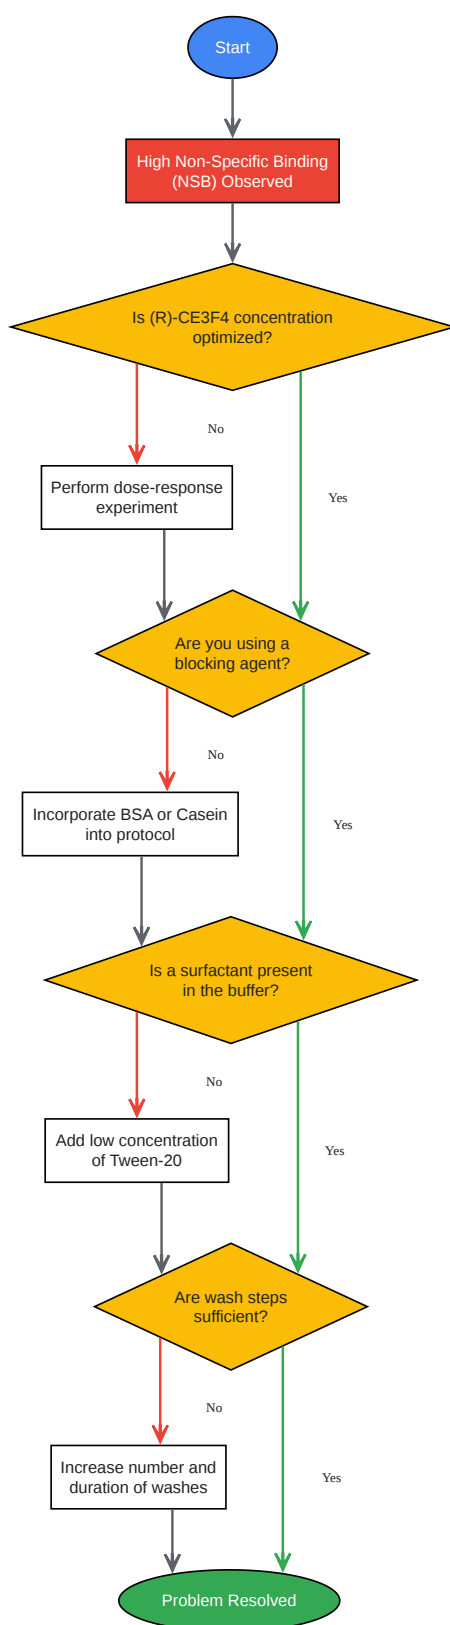 Start
High Non-Specific Binding
(NSB) Observed
Is (R)-CE3F4 concentration
optimized?
No
Perform dose-response
experiment
Yes
Are you using a
blocking agent?
No
Incorporate BSA or Casein
into protocol
Yes
Is a surfactant present
in the buffer?
No
Add low concentration
of Tween-20
Yes
Are wash steps
sufficient?
No
Increase number and
duration of washes
Yes
Problem Resolved